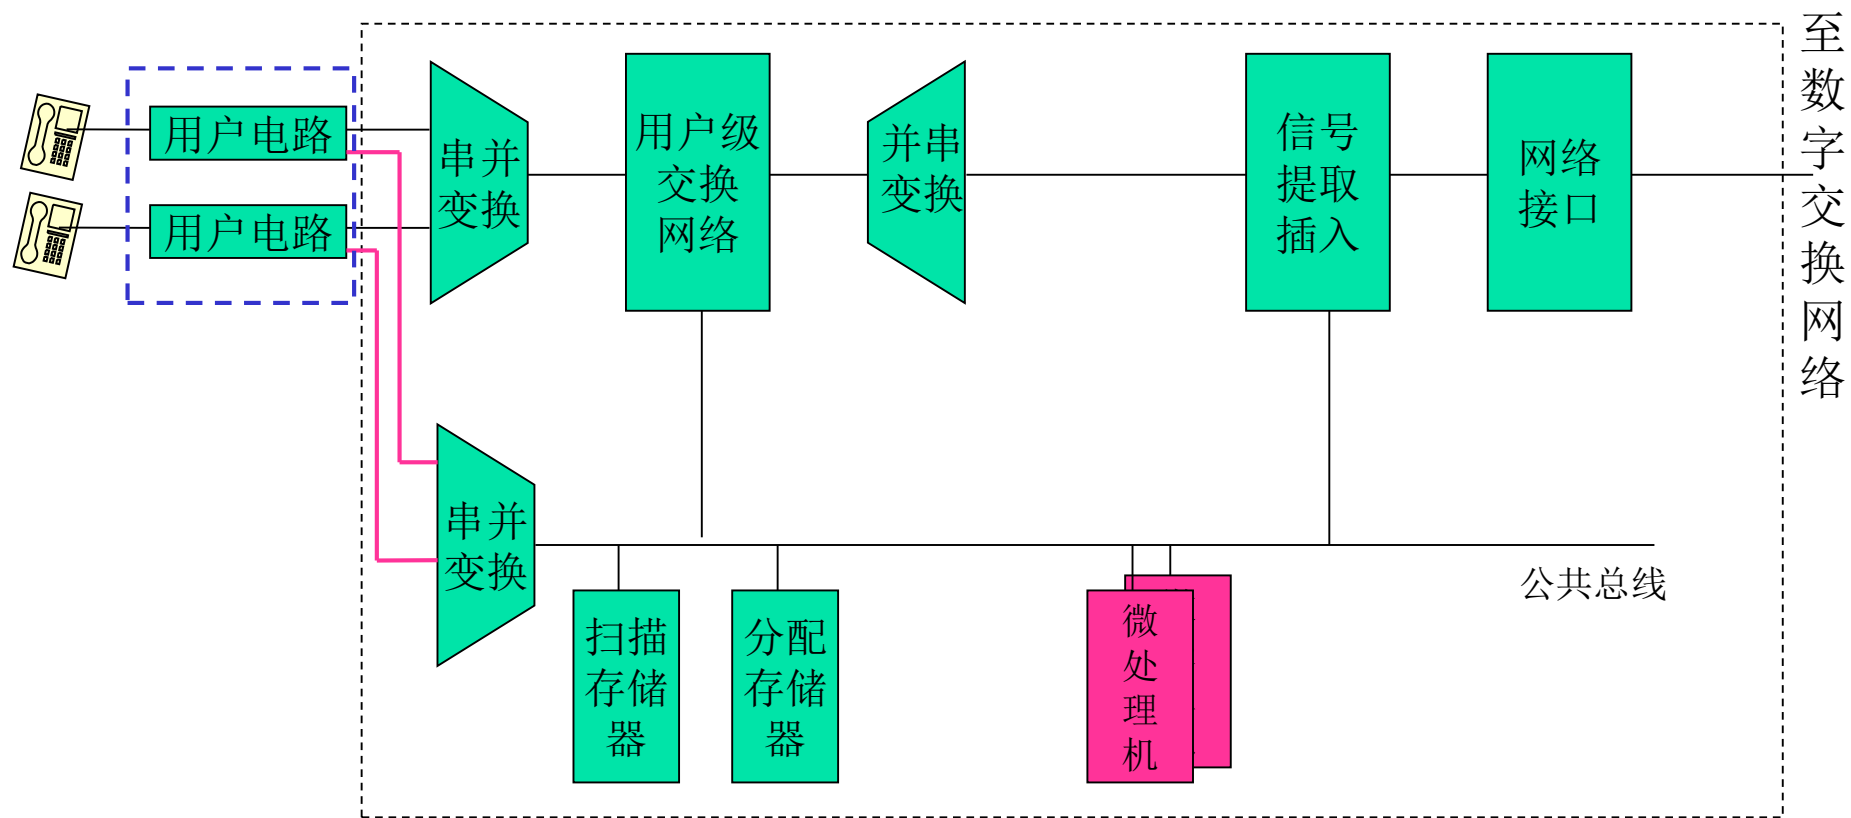 用户电路
用户电路
串并
变换
用户级
交换
网络
并串
变换
信号
提取
插入
网络
接口
至
数
字
交
换
网
络
串并
变换
公共总线
扫描
存储
器
分配
存储
器
微
处
理
机